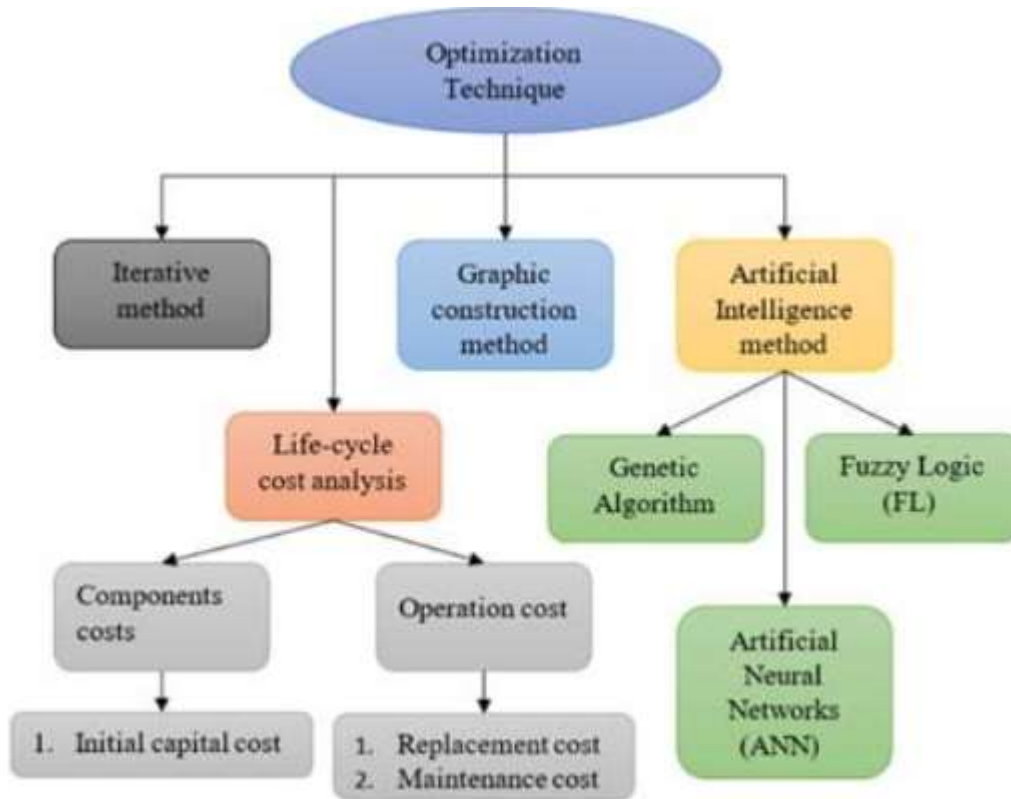 Optimization
Technique
Iterative
method
Graphic
construction
method
Artificial
Intelligence
method
Life-cycle
cost analysis
Genetic
Algorithm
Fuzzy Logic
(FL)
Components
costs
Operation cost
Artificial
Neural
Networks
(ANN)
1. Initial capital cost
1. Replacement cost
2. Maintenance cost